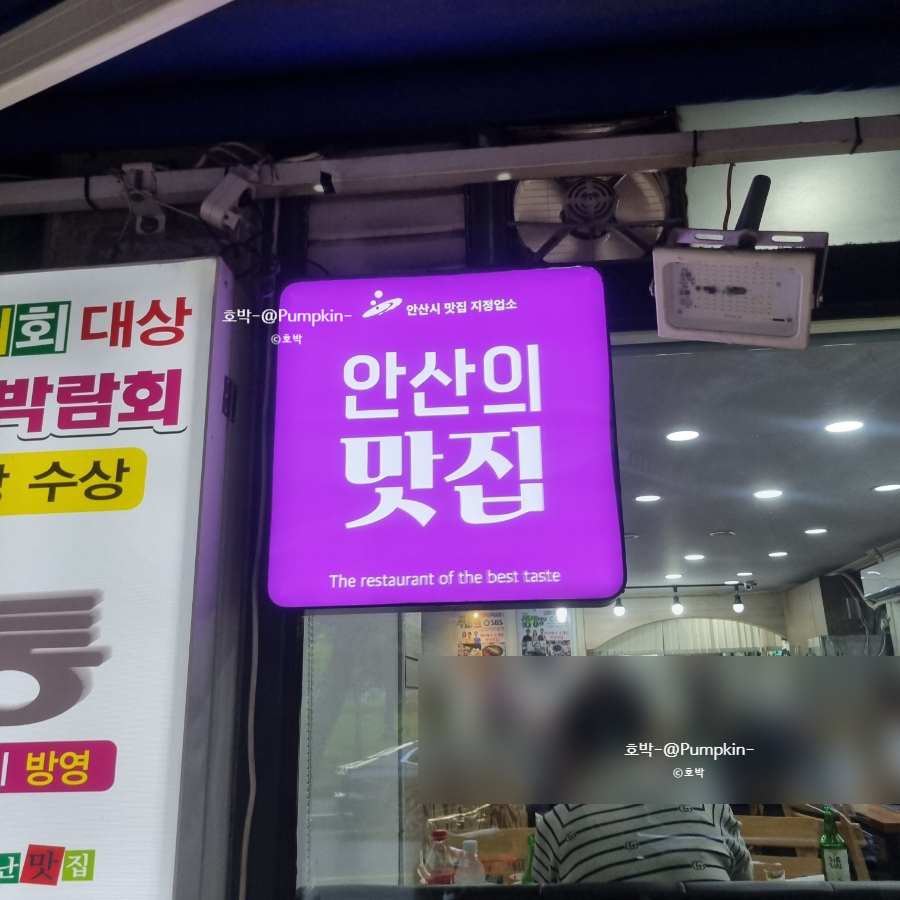 회 대상
박람회
수상
방영
맛집
호박-@Pumpkin-
©호박
안산시 맛집 지정업소
안산의
맛집
The restaurant of the best taste
SBS
호박-@Pumpkin-
©호박